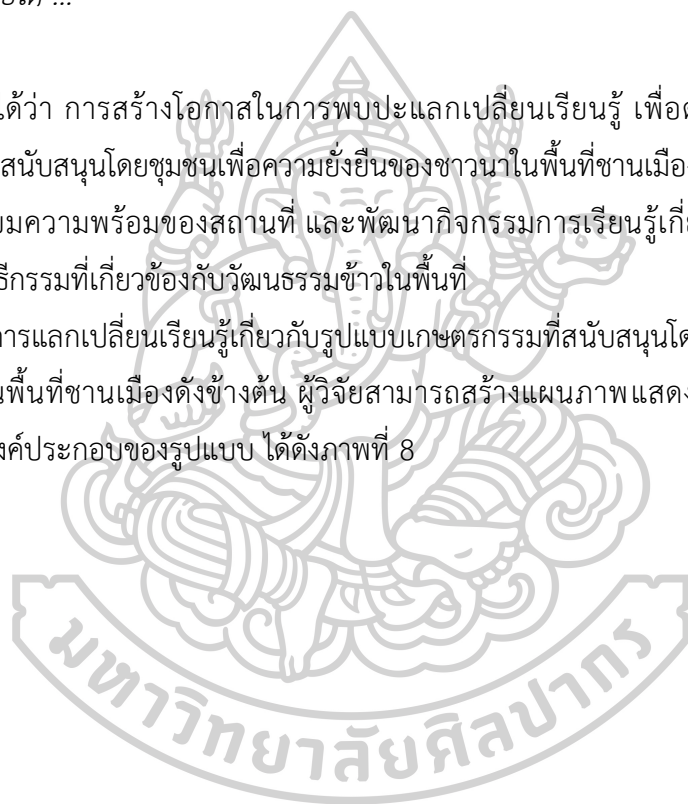 ได้ว่า การสร้างโอกาสในการพบปะแลกเปลี่ยนเรียนรู้
สนับสนุนโดยชุมชนเพื่อความยั่งยืนของชาวนาในพื้นที่ชานเมือง
ความพร้อมของสถานที่ และพัฒนากิจกรรมการเรียนรู้
ที่เกี่ยวข้องกับวัฒนธรรมข้าวในพื้นที่
การแลกเปลี่ยนเรียนรู้เกี่ยวกับรูปแบบเกษตรกรรมที่สนับสนุน
พื้นที่ชานเมืองดังข้างต้น ผู้วิจัยสามารถสร้างแผนภาพแสดง
องค์ประกอบของรูปแบบ ได้ดังภาพที่ 8
มหาวิทยาลัยศิลปากร